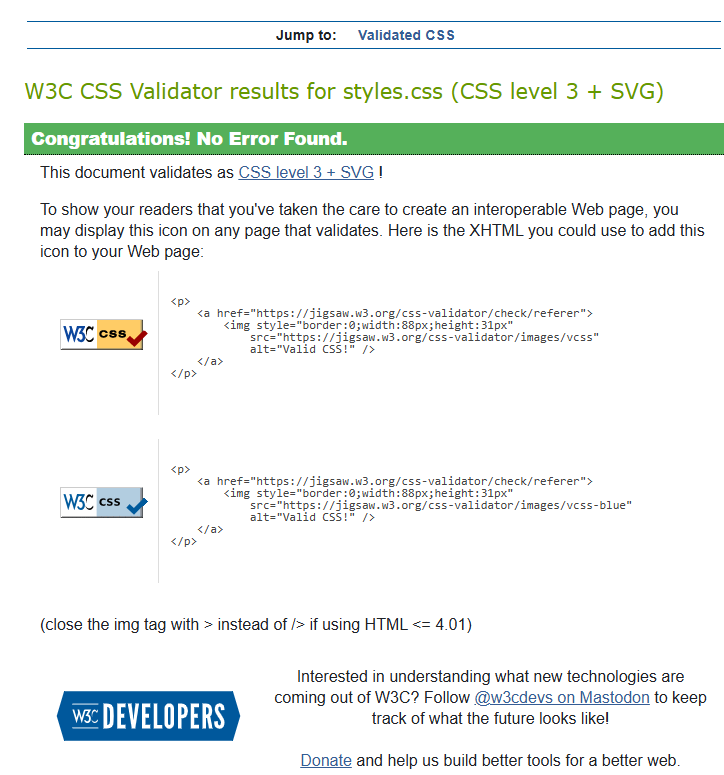 Jump to: Validated CSS
W3C CSS Validator results for styles.css (CSS level 3 + SVG)
Congratulations! No Error Found.
This document validates as CSS level 3 + SVG !
To show your readers that you've taken the care to create an interoperable Web page, you
may display this icon on any page that validates. Here is the XHTML you could use to add this
icon to your Web page:
W3C css
<p>
    <a href="https://jigsaw.w3.org/css-validator/check/referer">
        <img style="border:0;width:88px;height:31px"
            src="https://jigsaw.w3.org/css-validator/images/vcss"
            alt="Valid CSS!" />
    </a>
</p>
W3C css
<p>
    <a href="https://jigsaw.w3.org/css-validator/check/referer">
        <img style="border:0;width:88px;height:31px"
            src="https://jigsaw.w3.org/css-validator/images/vcss-blue"
            alt="Valid CSS!" />
    </a>
</p>
(close the img tag with > instead of /> if using HTML <= 4.01)
W3C DEVELOPERS
Interested in understanding what new technologies are
coming out of W3C? Follow @w3cdevs on Mastodon to keep
track of what the future looks like!
Donate and help us build better tools for a better web.